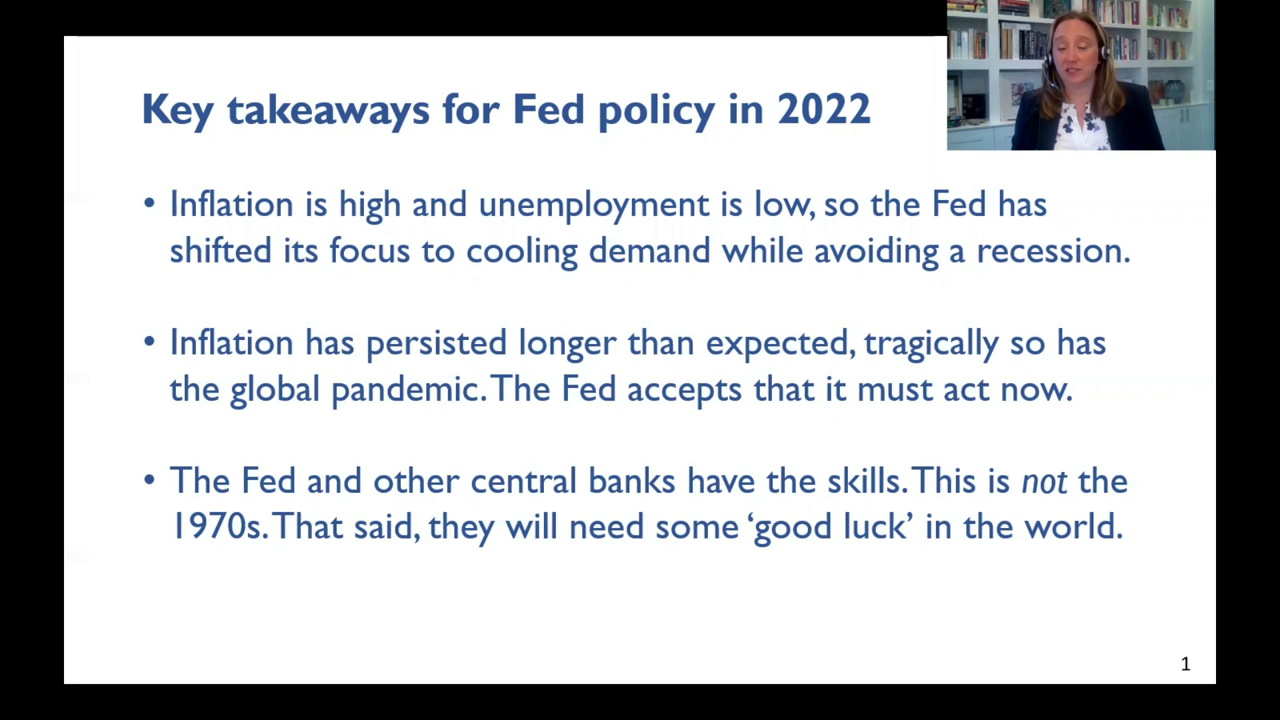 Key takeaways for Fed policy in 2022
• Inflation is high and unemployment is low, so the Fed has
shifted its focus to cooling demand while avoiding a recession.
• Inflation has persisted longer than expected, tragically so has
the global pandemic. The Fed accepts that it must act now.
• The Fed and other central banks have the skills. This is not the
1970s. That said, they will need some ‘good luck’ in the world.
1